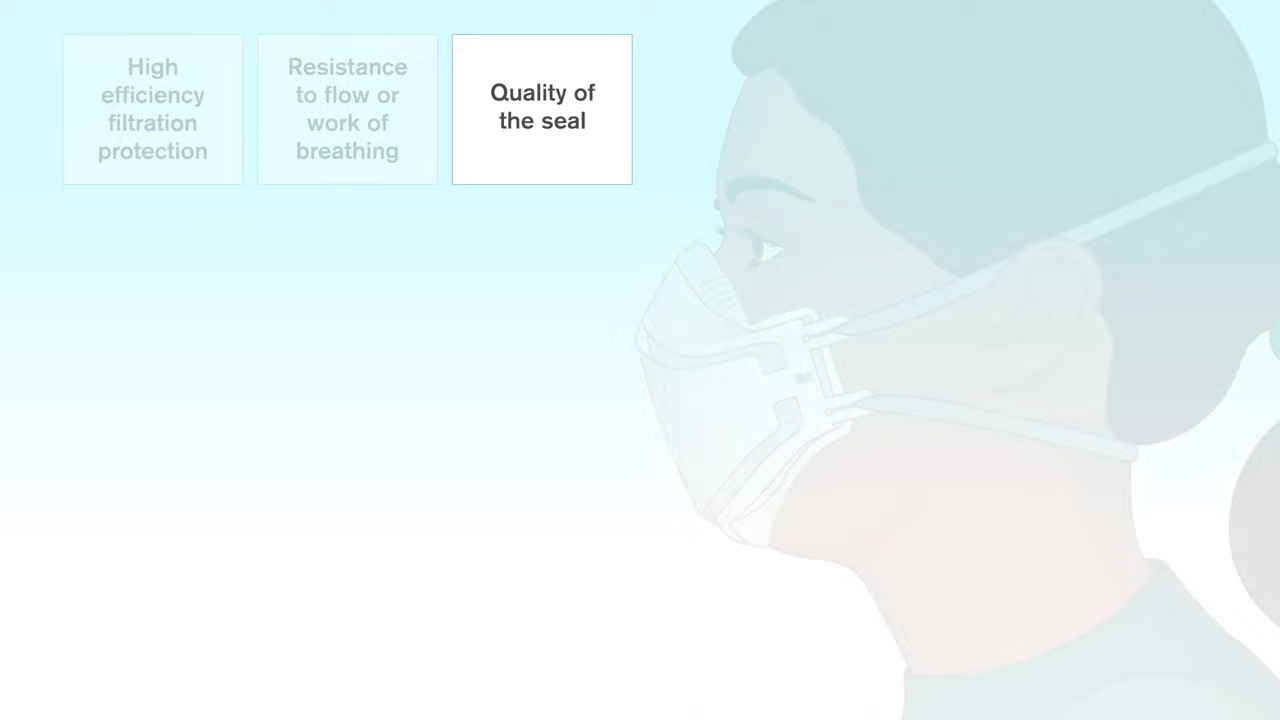 High
efficiency
filtration
protection
Resistance
to flow or
work of
breathing
Quality of
the seal